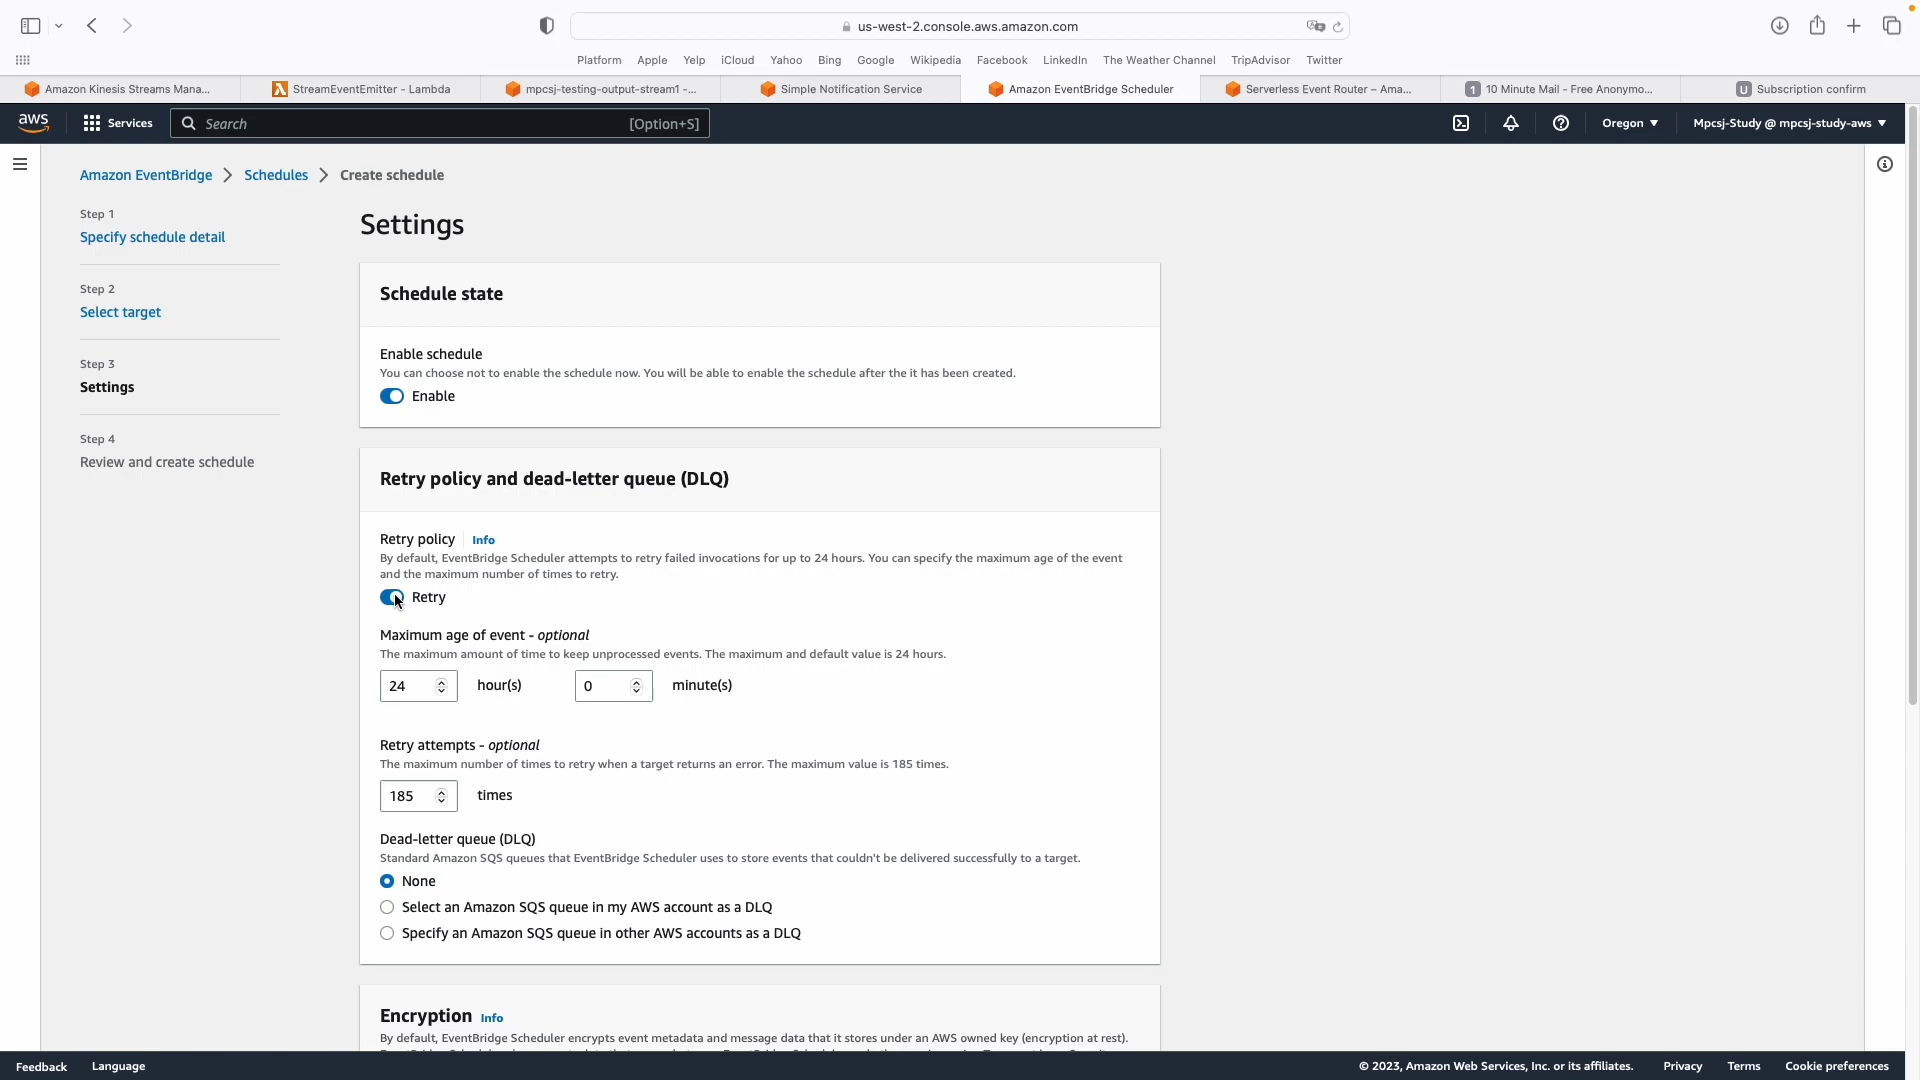 us-west-2.console.aws.amazon.com
Platform Apple Yelp iCloud Yahoo Bing Google Wikipedia Facebook LinkedIn The Weather Channel TripAdvisor Twitter
Amazon Kinesis Streams Mana...
StreamEventEmitter - Lambda
mpcsj-testing-output-stream1 -...
Simple Notification Service
Amazon EventBridge Scheduler
Serverless Event Router – Ama...
1 10 Minute Mail - Free Anonymo...
U Subscription confirm
aws Services Search [Option+S] Oregon Mpcsj-Study @ mpcsj-study-aws
Amazon EventBridge Schedules Create schedule
Step 1
Specify schedule detail
Step 2
Select target
Step 3
Settings
Step 4
Review and create schedule
Settings
Schedule state
Enable schedule
You can choose not to enable the schedule now. You will be able to enable the schedule after the it has been created.
Enable
Retry policy and dead-letter queue (DLQ)
Retry policy Info
By default, EventBridge Scheduler attempts to retry failed invocations for up to 24 hours. You can specify the maximum age of the event
and the maximum number of times to retry.
Retry
Maximum age of event - optional
The maximum amount of time to keep unprocessed events. The maximum and default value is 24 hours.
24 hour(s) 0 minute(s)
Retry attempts - optional
The maximum number of times to retry when a target returns an error. The maximum value is 185 times.
185 times
Dead-letter queue (DLQ)
Standard Amazon SQS queues that EventBridge Scheduler uses to store events that couldn't be delivered successfully to a target.
None
Select an Amazon SQS queue in my AWS account as a DLQ
Specify an Amazon SQS queue in other AWS accounts as a DLQ
Encryption Info
By default, EventBridge Scheduler encrypts event metadata and message data that it stores under an AWS owned key (encryption at rest).
Feedback Language © 2023, Amazon Web Services, Inc. or its affiliates. Privacy Terms Cookie preferences